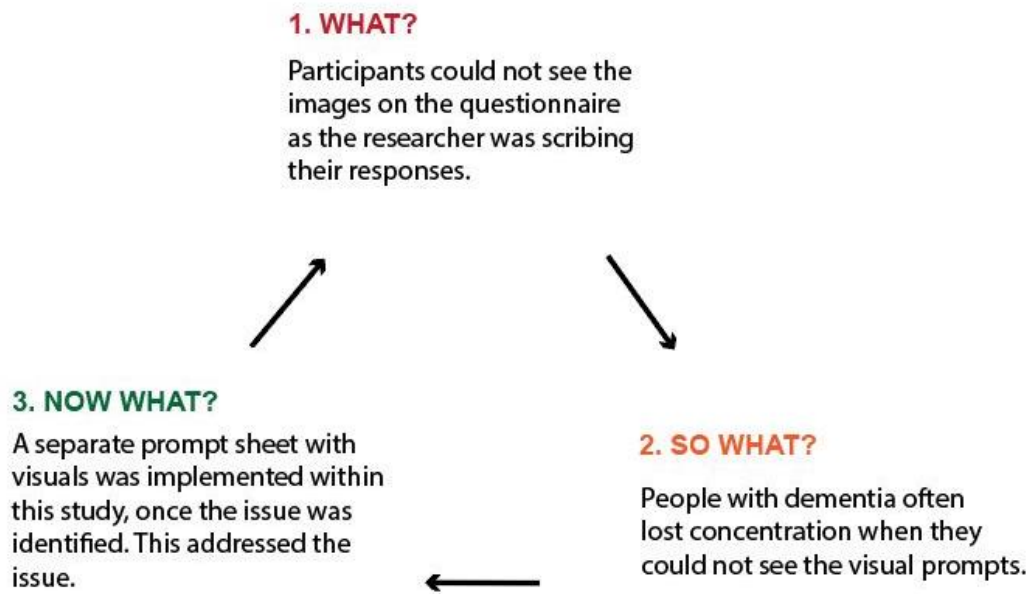 1. WHAT?
Participants could not see the
images on the questionnaire
as the researcher was scribing
their responses.
2. SO WHAT?
People with dementia often
lost concentration when they
could not see the visual prompts.
3. NOW WHAT?
A separate prompt sheet with
visuals was implemented within
this study, once the issue was
identified. This addressed the
issue.